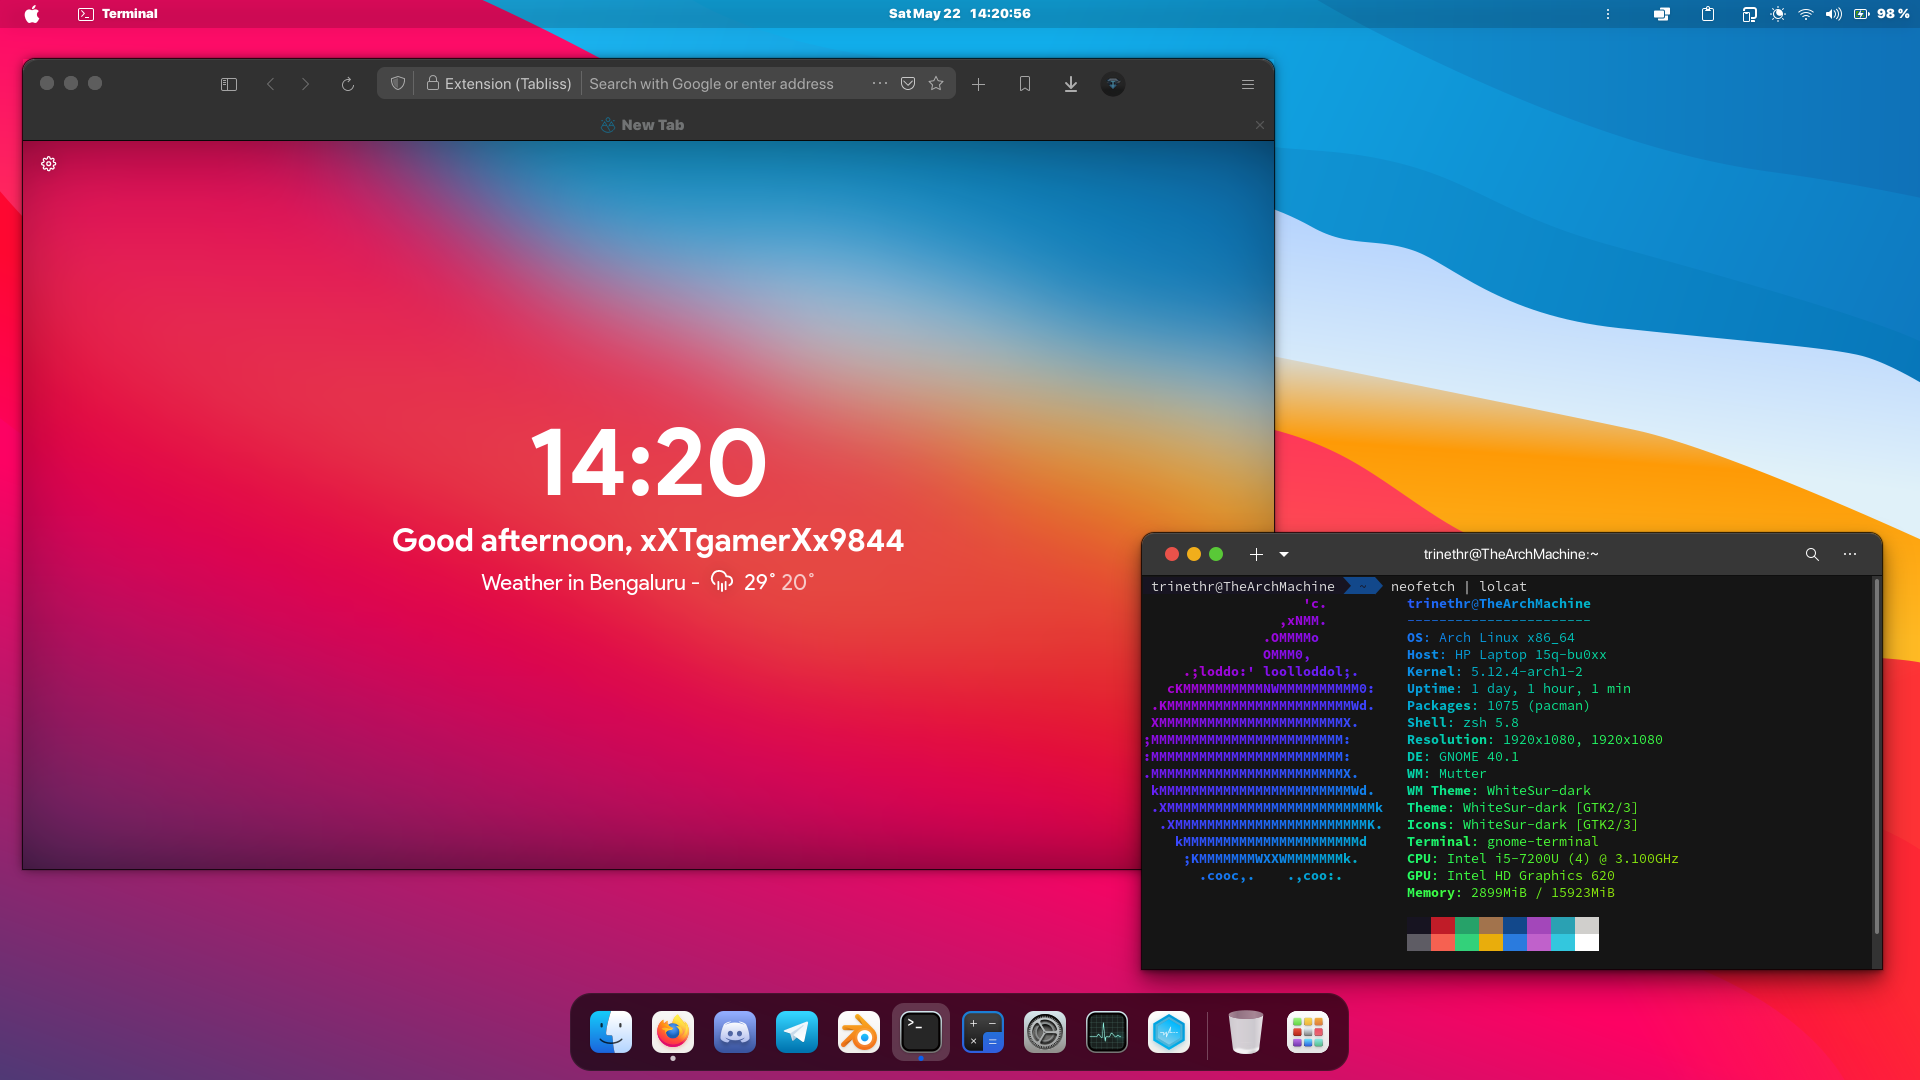 Terminal
Sat May 22 14:20:56
98 %
Extension (Tabliss) Search with Google or enter address
New Tab
14:20
Good afternoon, xXTgamerXx9844
Weather in Bengaluru - 29° 20°
trinethr@TheArchMachine:~
trinethr@TheArchMachine ~ neofetch | lolcat
'c. trinethr@TheArchMachine
,xNMM. -----------------------
.OMMMMo OS: Arch Linux x86_64
OMMM0, Host: HP Laptop 15q-bu0xx
.;loddo:' loolloddol;. Kernel: 5.12.4-arch1-2
cKMMMMMMMMMMNWMMMMMMMMMM0: Uptime: 1 day, 1 hour, 1 min
.KMMMMMMMMMMMMMMMMMMMMMMMWd. Packages: 1075 (pacman)
XMMMMMMMMMMMMMMMMMMMMMMMX. Shell: zsh 5.8
;MMMMMMMMMMMMMMMMMMMMMMMM: Resolution: 1920x1080, 1920x1080
:MMMMMMMMMMMMMMMMMMMMMMMM: DE: GNOME 40.1
.MMMMMMMMMMMMMMMMMMMMMMMMX. WM: Mutter
kMMMMMMMMMMMMMMMMMMMMMMMMWd. WM Theme: WhiteSur-dark
.XMMMMMMMMMMMMMMMMMMMMMMMMMMk Theme: WhiteSur-dark [GTK2/3]
.XMMMMMMMMMMMMMMMMMMMMMMMMK. Icons: WhiteSur-dark [GTK2/3]
kMMMMMMMMMMMMMMMMMMMMMMd Terminal: gnome-terminal
;KMMMMMMMWXXWMMMMMMMk. CPU: Intel i5-7200U (4) @ 3.100GHz
.cooc,. .,coo:. GPU: Intel HD Graphics 620
Memory: 2899MiB / 15923MiB